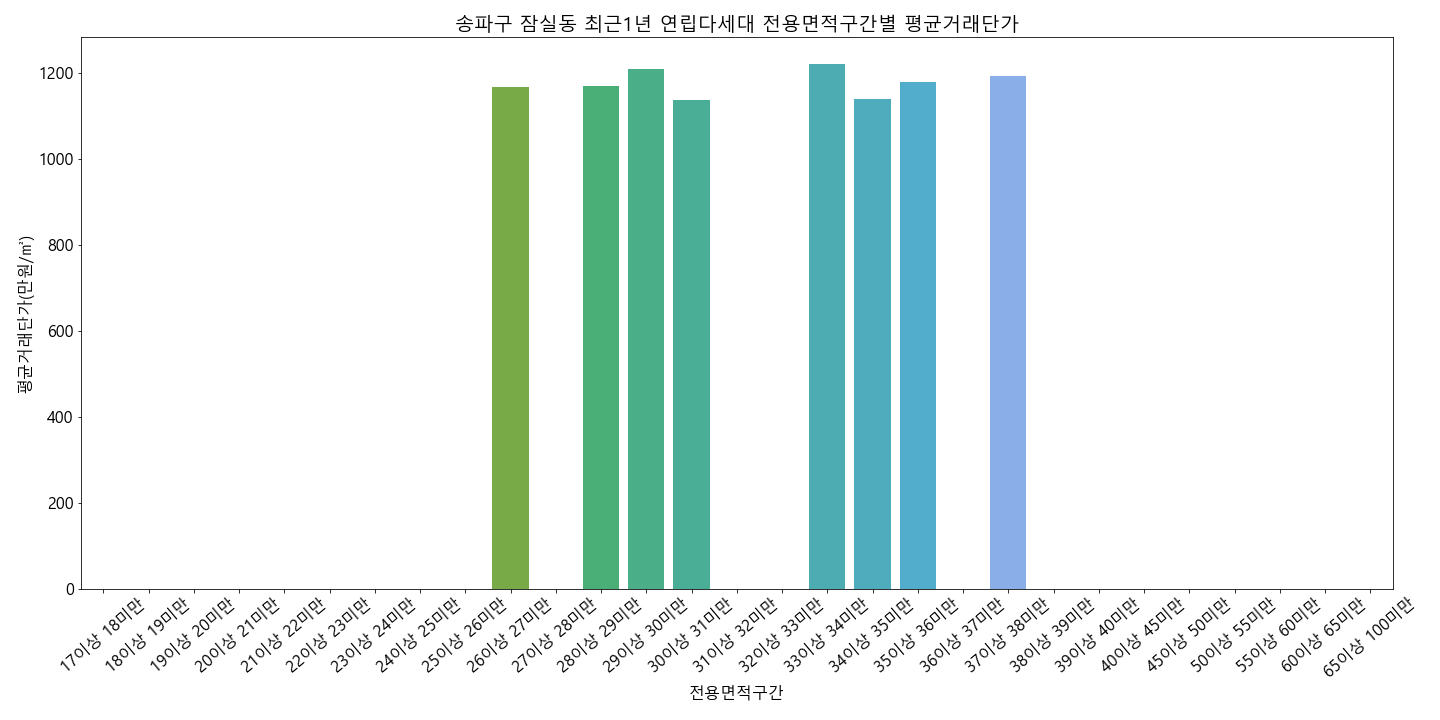 송파구 잠실동 최근1년 연립다세대 전용면적구간별 평균거래단가
평균거래단가(만원/㎡)
1200
1000
800
600
400
200
0
17이상 18미만
18이상 19미만
19이상 20미만
20이상 21미만
21이상 22미만
22이상 23미만
23이상 24미만
24이상 25미만
25이상 26미만
26이상 27미만
27이상 28미만
28이상 29미만
29이상 30미만
30이상 31미만
31이상 32미만
32이상 33미만
33이상 34미만
34이상 35미만
35이상 36미만
36이상 37미만
37이상 38미만
38이상 39미만
39이상 40미만
40이상 45미만
45이상 50미만
50이상 55미만
55이상 60미만
60이상 65미만
65이상 100미만
전용면적구간